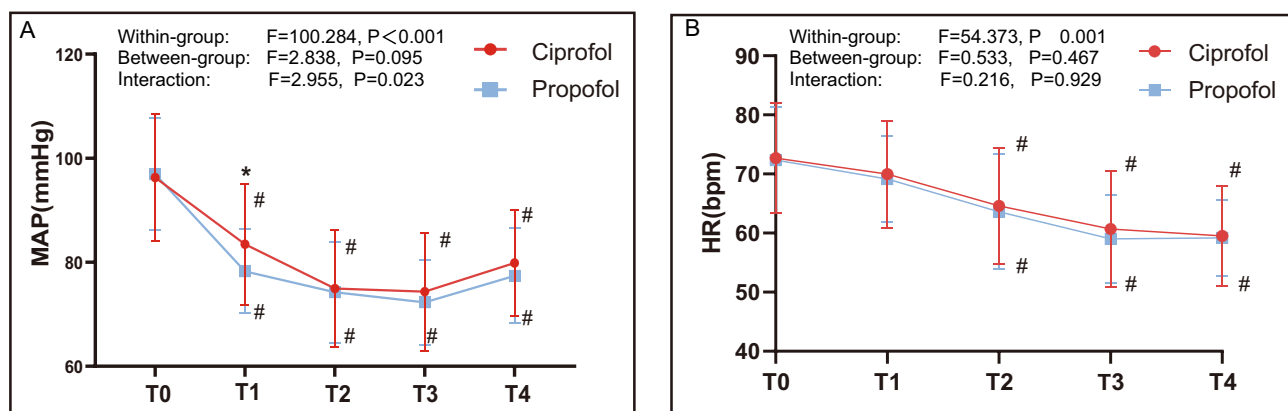 A
Within-group: F=100.284, P<0.001
Between-group: F=2.838, P=0.095
Interaction: F=2.955, P=0.023
Ciprofol
Propofol
MAP(mmHg)
120
100
80
60
*
#
#
#
#
#
#
#
#
T0 T1 T2 T3 T4
B
Within-group: F=54.373, P 0.001
Between-group: F=0.533, P=0.467
Interaction: F=0.216, P=0.929
Ciprofol
Propofol
HR(bpm)
90
80
70
60
50
40
#
#
#
#
#
#
T0 T1 T2 T3 T4